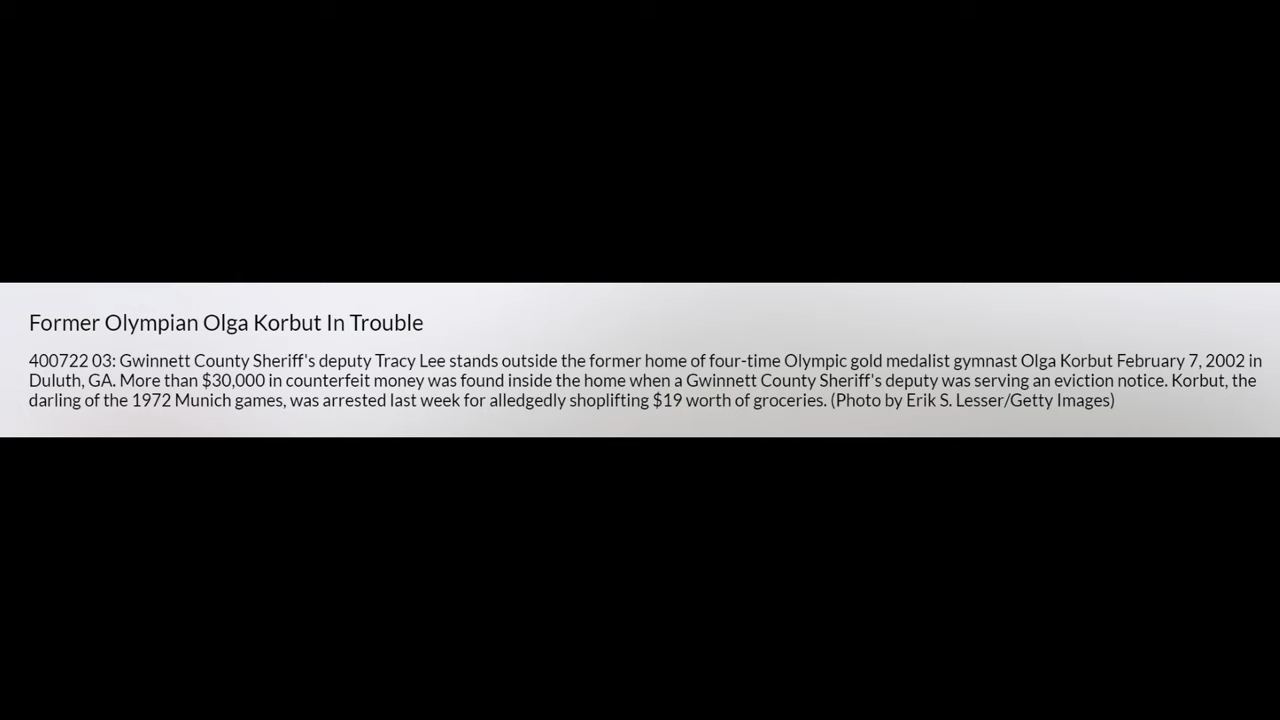 Former Olympian Olga Korbut In Trouble
400722 03: Gwinnett County Sheriff's deputy Tracy Lee stands outside the former home of four-time Olympic gold medalist gymnast Olga Korbut February 7, 2002 in
Duluth, GA. More than $30,000 in counterfeit money was found inside the home when a Gwinnett County Sheriff's deputy was serving an eviction notice. Korbut, the
darling of the 1972 Munich games, was arrested last week for alledgedly shoplifting $19 worth of groceries. (Photo by Erik S. Lesser/Getty Images)